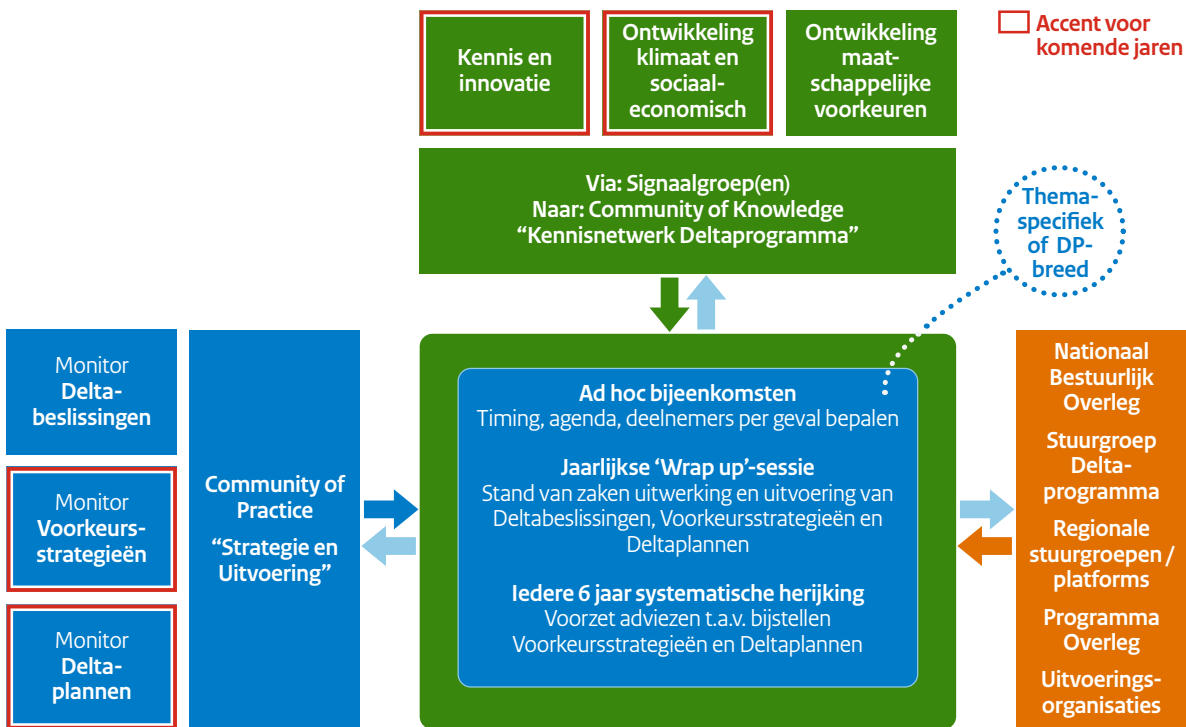 Kennis en
innovatie
Ontwikkeling
klimaat en
sociaal-
economisch
Ontwikkeling
maat-
schappelijke
voorkeuren
Accent voor
komende jaren
Via: Signaalgroep(en)
Naar: Community of Knowledge
“Kennisnetwerk Deltaprogramma”
Thema-
specifiek
of DP-
breed
Monitor
Delta-
beslissingen
Monitor
Voorkeurs-
strategieën
Monitor
Delta-
plannen
Community of
Practice
“Strategie en
Uitvoering”
Ad hoc bijeenkomsten
Timing, agenda, deelnemers per geval bepalen
Jaarlijkse ‘Wrap up’-sessie
Stand van zaken uitwerking en uitvoering van
Deltabeslissingen, Voorkeursstrategieën en
Deltaplannen
Iedere 6 jaar systematische herijking
Voorzet adviezen t.a.v. bijstellen
Voorkeursstrategieën en Deltaplannen
Nationaal
Bestuurlijk
Overleg
Stuurgroep
Delta-
programma
Regionale
stuurgroepen /
platforms
Programma
Overleg
Uitvoerings-
organisaties